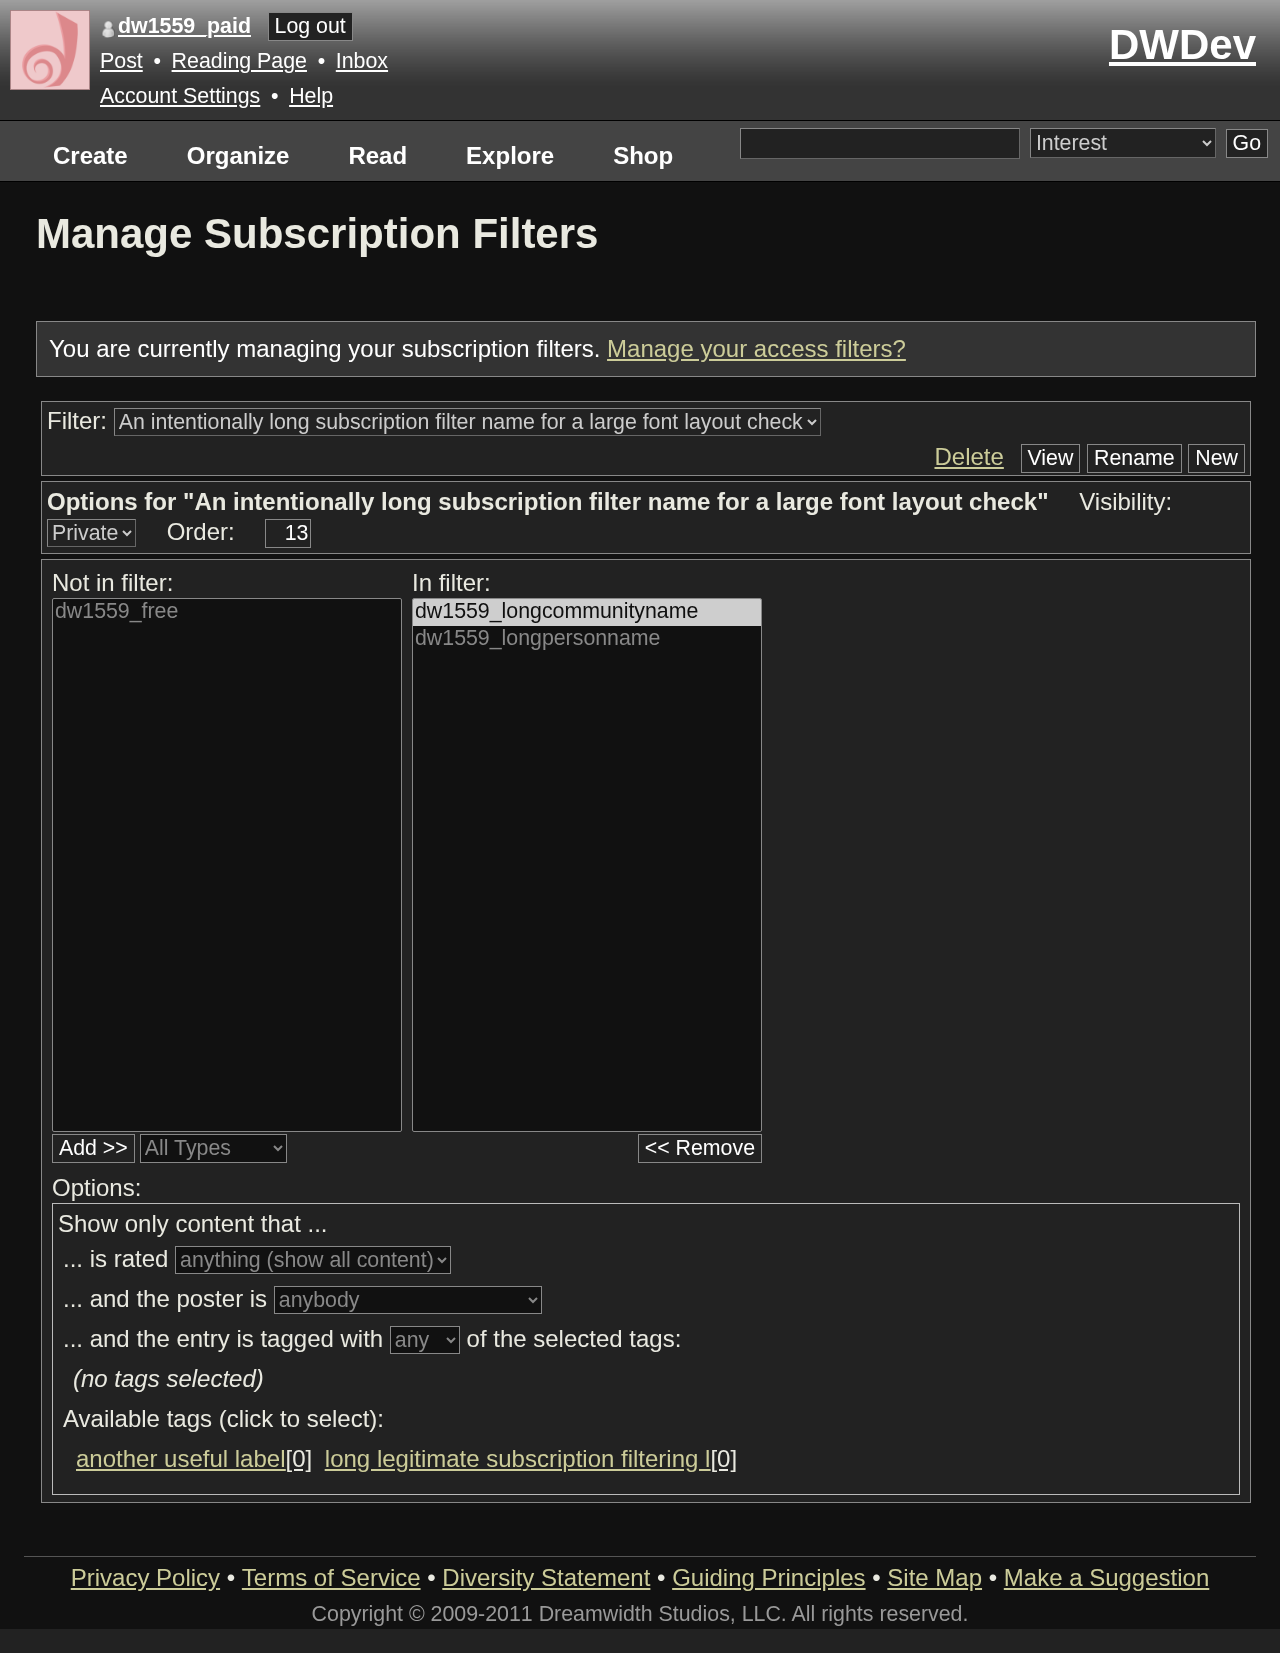 dw1559_paid Log out
DWDev
Post • Reading Page • Inbox
Account Settings • Help
Create Organize Read Explore Shop
Interest Go
Manage Subscription Filters
You are currently managing your subscription filters. Manage your access filters?
Filter: An intentionally long subscription filter name for a large font layout check
Delete View Rename New
Options for "An intentionally long subscription filter name for a large font layout check" Visibility:
Private Order: 13
Not in filter: In filter:
dw1559_free dw1559_longcommunityname
dw1559_longpersonname
Add >> All Types << Remove
Options:
Show only content that ...
... is rated anything (show all content)
... and the poster is anybody
... and the entry is tagged with any of the selected tags:
(no tags selected)
Available tags (click to select):
another useful label[0] long legitimate subscription filtering l[0]
Privacy Policy • Terms of Service • Diversity Statement • Guiding Principles • Site Map • Make a Suggestion
Copyright © 2009-2011 Dreamwidth Studios, LLC. All rights reserved.